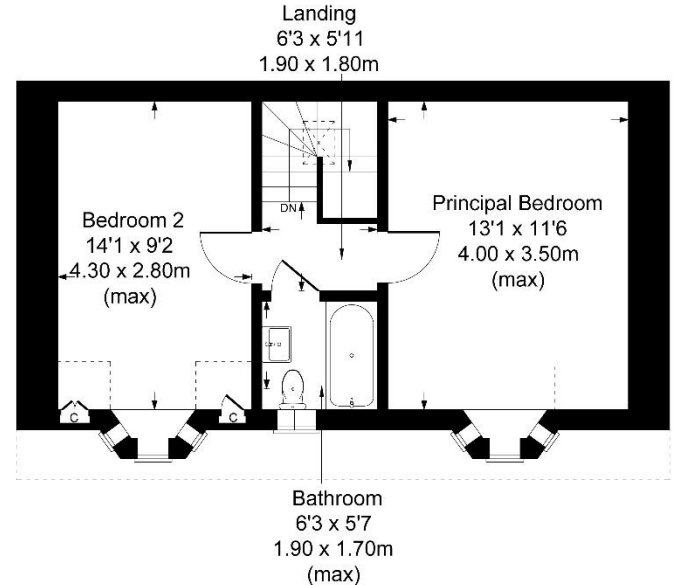 Landing
6'3 x 5'11
1.90 x 1.80m
DN
Bedroom 2
14'1 x 9'2
4.30 x 2.80m
(max)
Principal Bedroom
13'1 x 11'6
4.00 x 3.50m
(max)
C
C
Bathroom
6'3 x 5'7
1.90 x 1.70m
(max)